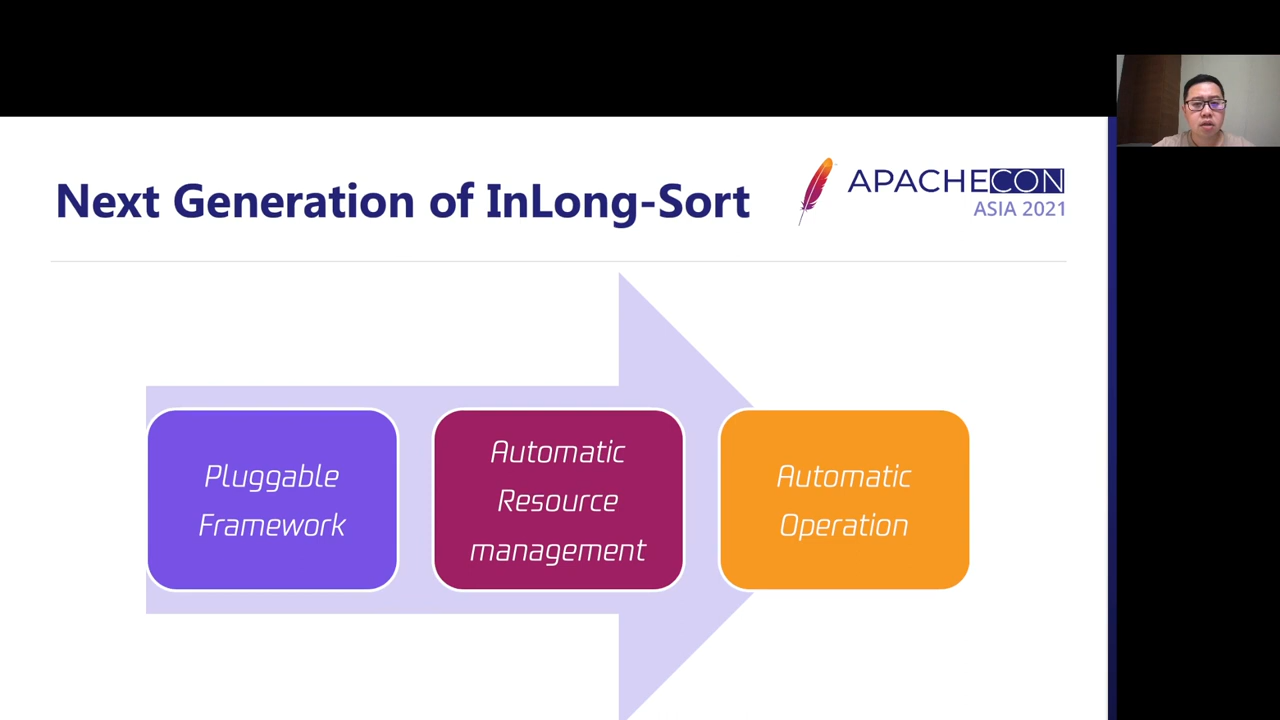 Next Generation of InLong-Sort
APACHECON
ASIA 2021
Pluggable
Framework
Automatic
Resource
management
Automatic
Operation